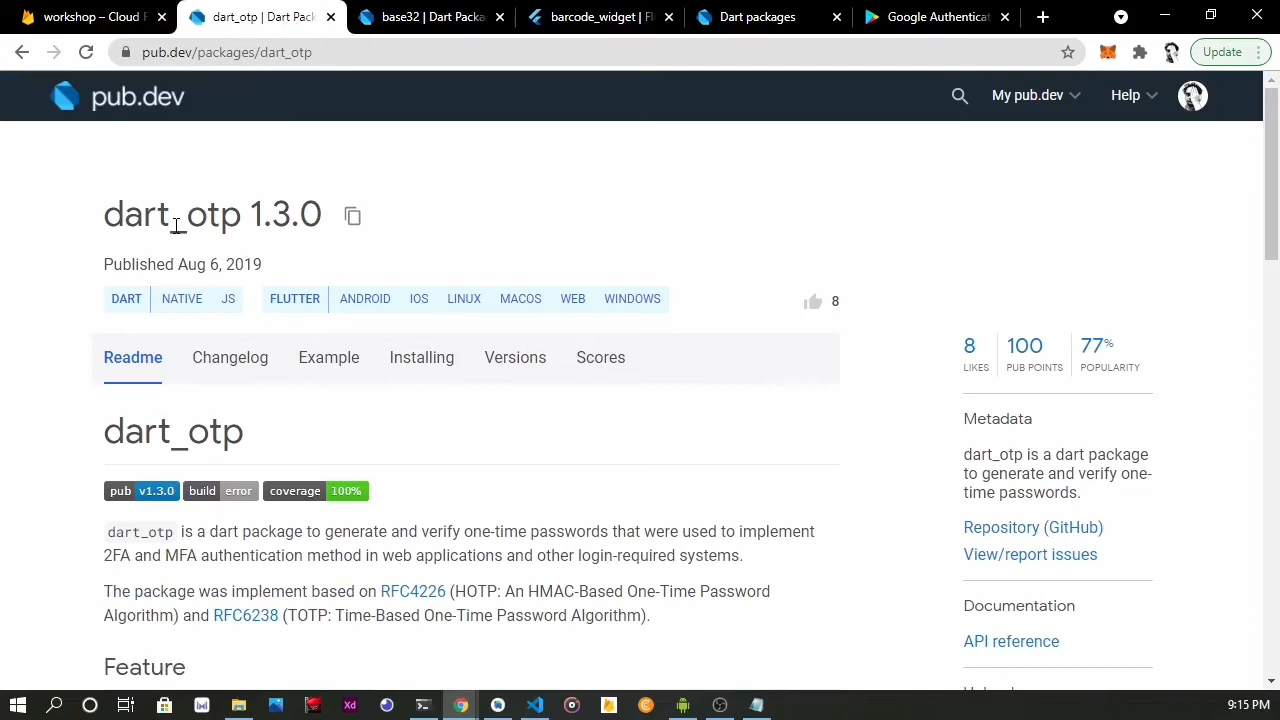 workshop – F
dart_otp | Dart Pack
base32 | Dart Packa
barcode_widget | Fl
Dart packages
Google Authenticat
pub.dev/packages/dart_otp
Update
pub.dev
My pub.dev
Help
dart_otp 1.3.0
Published Aug 6, 2019
DART NATIVE JS FLUTTER ANDROID IOS LINUX MACOS WEB WINDOWS
8
Readme Changelog Example Installing Versions Scores
8 100 77%
LIKES PUB POINTS POPULARITY
dart_otp
pub v1.3.0 build error coverage 100%
dart_otp is a dart package to generate and verify one-time passwords that were used to implement
2FA and MFA authentication method in web applications and other login-required systems.
The package was implement based on RFC4226 (HOTP: An HMAC-Based One-Time Password
Algorithm) and RFC6238 (TOTP: Time-Based One-Time Password Algorithm).
Feature
Metadata
dart_otp is a dart package
to generate and verify one-
time passwords.
Repository (GitHub)
View/report issues
Documentation
API reference
Xd
9:15 PM